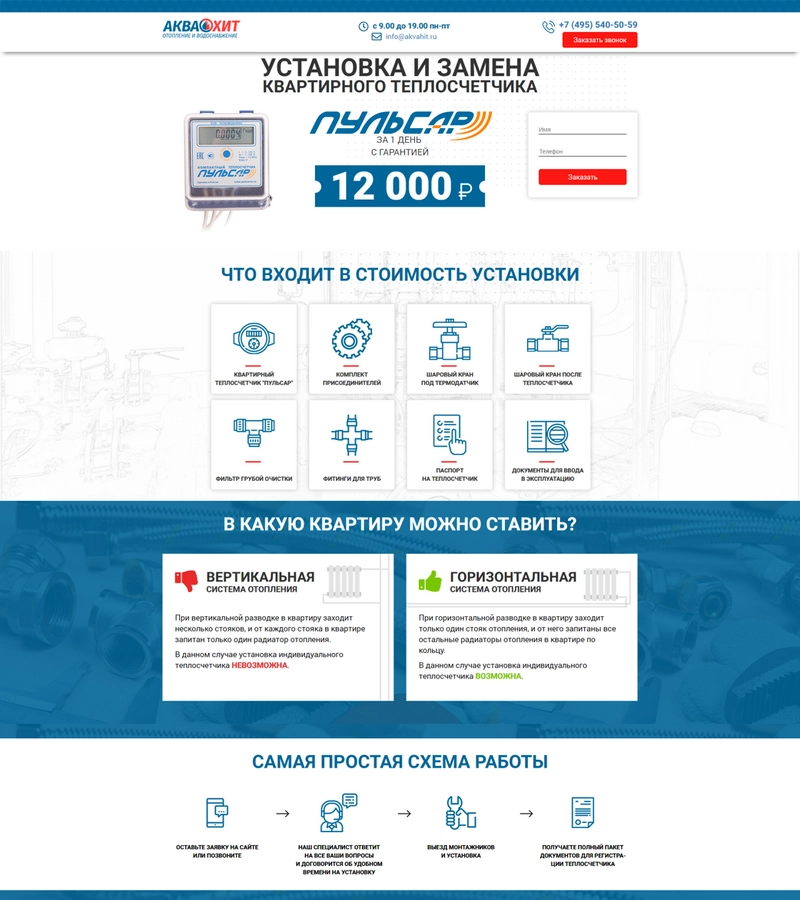 АКВАХИТ
ОТОПЛЕНИЕ И ВОДОСНАБЖЕНИЕ
с 9.00 до 19.00 пн-пт
info@akvahit.ru
+7 (495) 540-50-59
Заказать звонок
УСТАНОВКА И ЗАМЕНА
КВАРТИРНОГО ТЕПЛОСЧЕТЧИКА
0.000
КОМПАКТНЫЙ ТЕПЛОСЧЕТЧИК
ПУЛЬСАР
ПУЛЬСАР
ЗА 1 ДЕНЬ
С ГАРАНТИЕЙ
12 000 ₽
Имя
Телефон
Заказать
ЧТО ВХОДИТ В СТОИМОСТЬ УСТАНОВКИ
КВАРТИРНЫЙ
ТЕПЛОСЧЕТЧИК "ПУЛЬСАР"
КОМПЛЕКТ
ПРИСОЕДИНИТЕЛЕЙ
ШАРОВЫЙ КРАН
ПОД ТЕРМОДАТЧИК
ШАРОВЫЙ КРАН ПОСЛЕ
ТЕПЛОСЧЕТЧИКА
ФИЛЬТР ГРУБОЙ ОЧИСТКИ
ФИТИНГИ ДЛЯ ТРУБ
ПАСПОРТ
НА ТЕПЛОСЧЕТЧИК
ДОКУМЕНТЫ ДЛЯ ВВОДА
В ЭКСПЛУАТАЦИЮ
В КАКУЮ КВАРТИРУ МОЖНО СТАВИТЬ?
ВЕРТИКАЛЬНАЯ
СИСТЕМА ОТОПЛЕНИЯ
При вертикальной разводке в квартиру заходит
несколько стояков, и от каждого стояка в квартире
запитан только один радиатор отопления.
В данном случае установка индивидуального
теплосчетчика НЕВОЗМОЖНА.
ГОРИЗОНТАЛЬНАЯ
СИСТЕМА ОТОПЛЕНИЯ
При горизонтальной разводке в квартиру заходит
только один стояк отопления, и от него запитаны все
остальные радиаторы отопления в квартире по
кольцу.
В данном случае установка индивидуального
теплосчетчика ВОЗМОЖНА.
САМАЯ ПРОСТАЯ СХЕМА РАБОТЫ
ОСТАВЬТЕ ЗАЯВКУ НА САЙТЕ
ИЛИ ПОЗВОНИТЕ
НАШ СПЕЦИАЛИСТ ОТВЕТИТ
НА ВСЕ ВАШИ ВОПРОСЫ
И ДОГОВОРИТСЯ ОБ УДОБНОМ
ВРЕМЕНИ НА УСТАНОВКУ
ВЫЕЗД МОНТАЖНИКОВ
И УСТАНОВКА
ПОЛУЧАЕТЕ ПОЛНЫЙ ПАКЕТ
ДОКУМЕНТОВ ДЛЯ РЕГИСТРА-
ЦИИ ТЕПЛОСЧЕТЧИКА